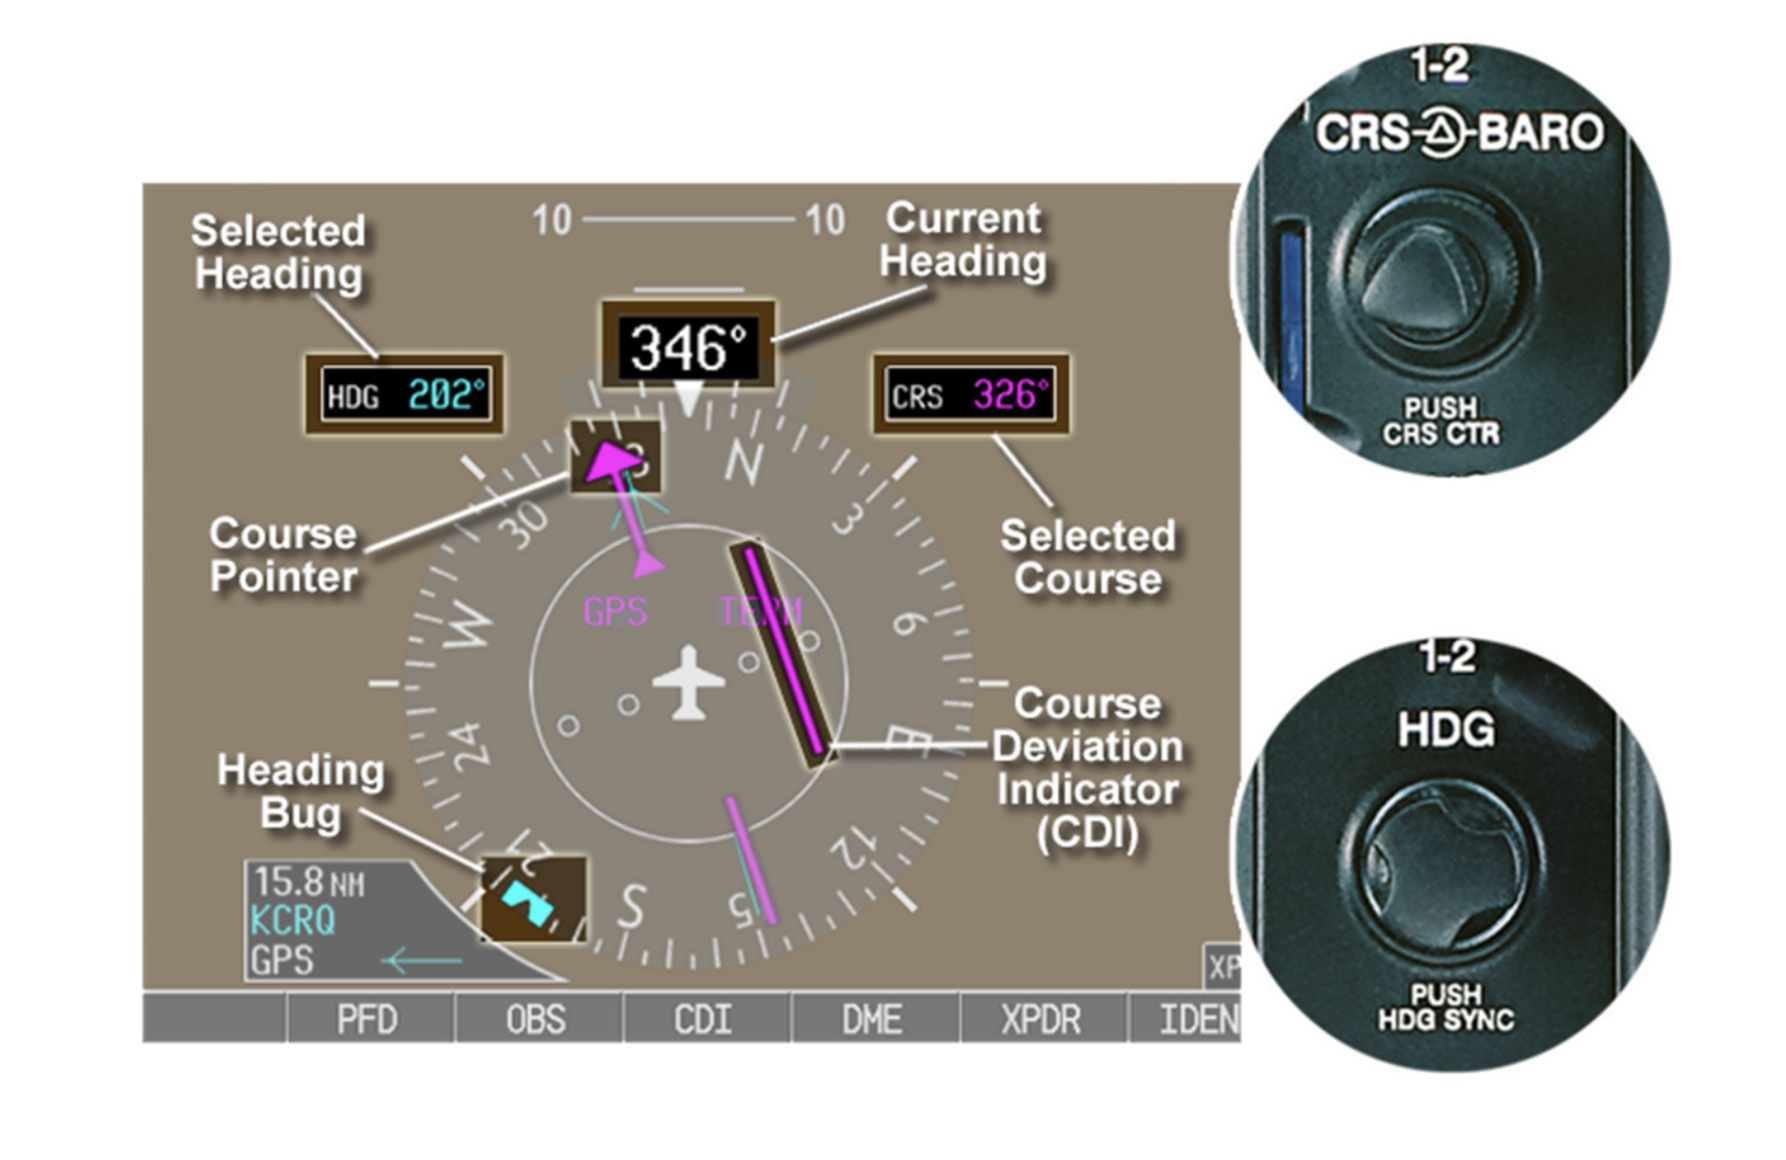 1-2
CRS BARO
PUSH
CRS CTR
Selected
Heading
10 10
Current
Heading
346°
HDG 202°
CRS 326°
N
3
6
E
12
S
21
24
W
30
Course
Pointer
Selected
Course
GPS TERM
Course
Deviation
Indicator
(CDI)
Heading
Bug
15.8 NM
KCRQ
GPS
XP
PFD OBS CDI DME XPDR IDEN
1-2
HDG
PUSH
HDG SYNC